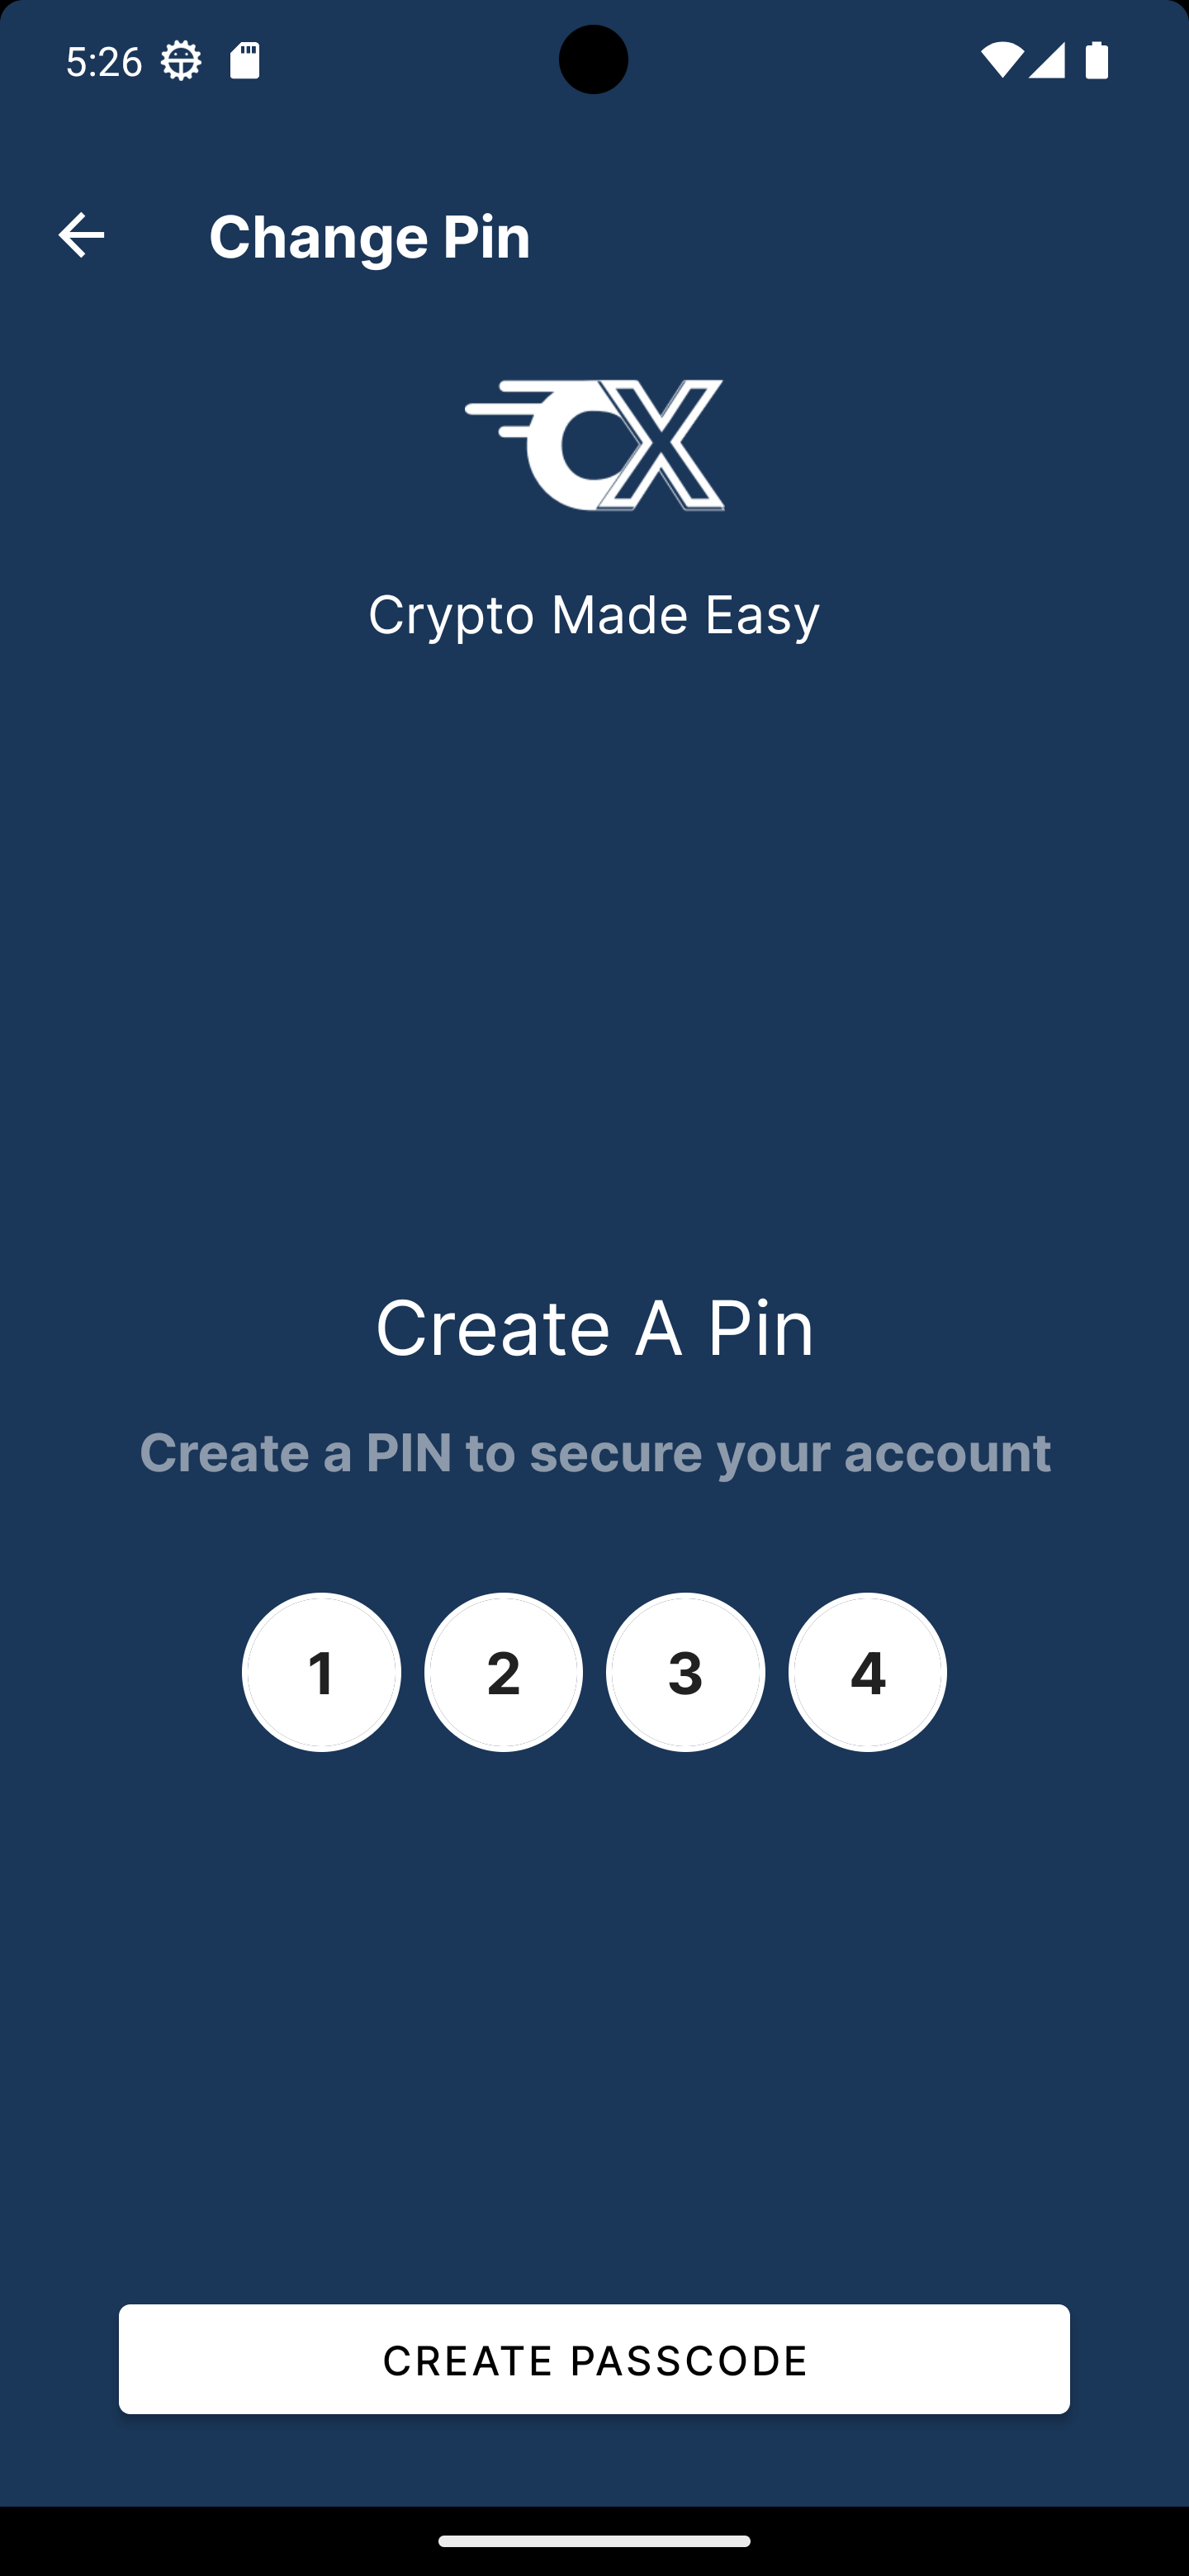 5:26
Change Pin
CX
Crypto Made Easy
Create A Pin
Create a PIN to secure your account
1 2 3 4
CREATE PASSCODE